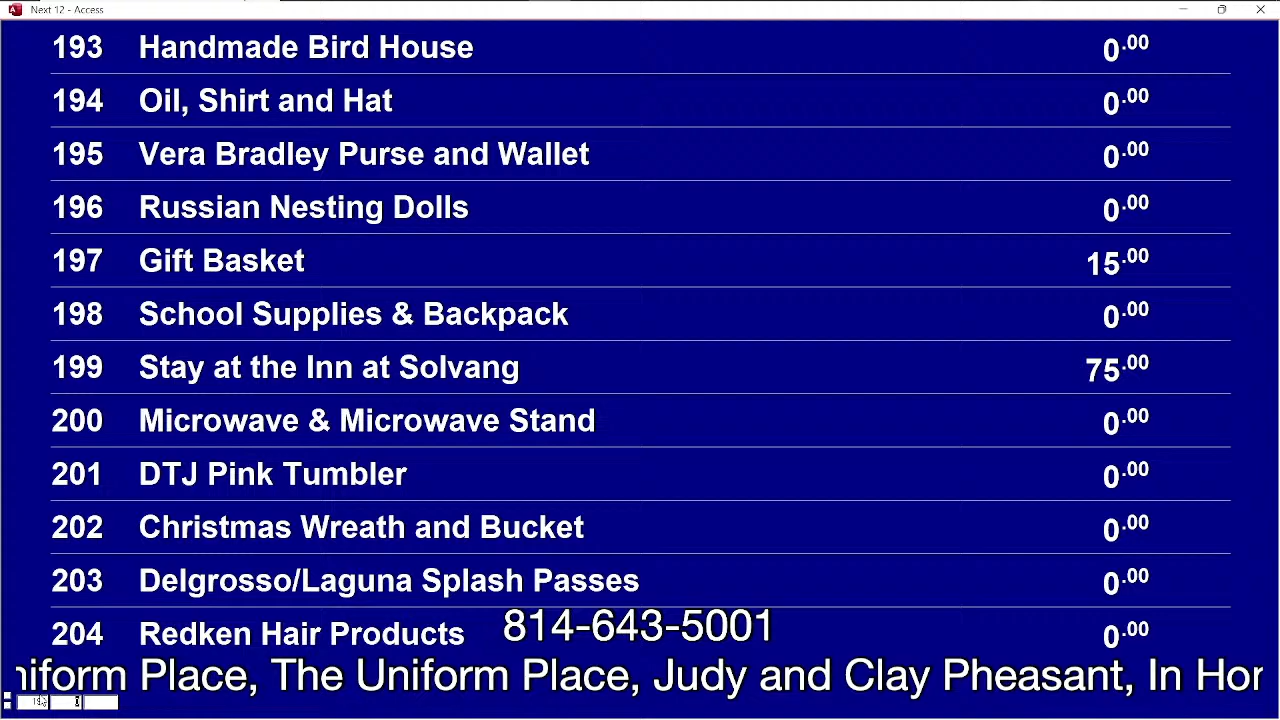 Next 12 - Access
193 Handmade Bird House 0.00
194 Oil, Shirt and Hat 0.00
195 Vera Bradley Purse and Wallet 0.00
196 Russian Nesting Dolls 0.00
197 Gift Basket 15.00
198 School Supplies & Backpack 0.00
199 Stay at the Inn at Solvang 75.00
200 Microwave & Microwave Stand 0.00
201 DTJ Pink Tumbler 0.00
202 Christmas Wreath and Bucket 0.00
203 Delgrosso/Laguna Splash Passes 0.00
204 Redken Hair Products 0.00
814-643-5001
niform Place, The Uniform Place, Judy and Clay Pheasant, In Hor